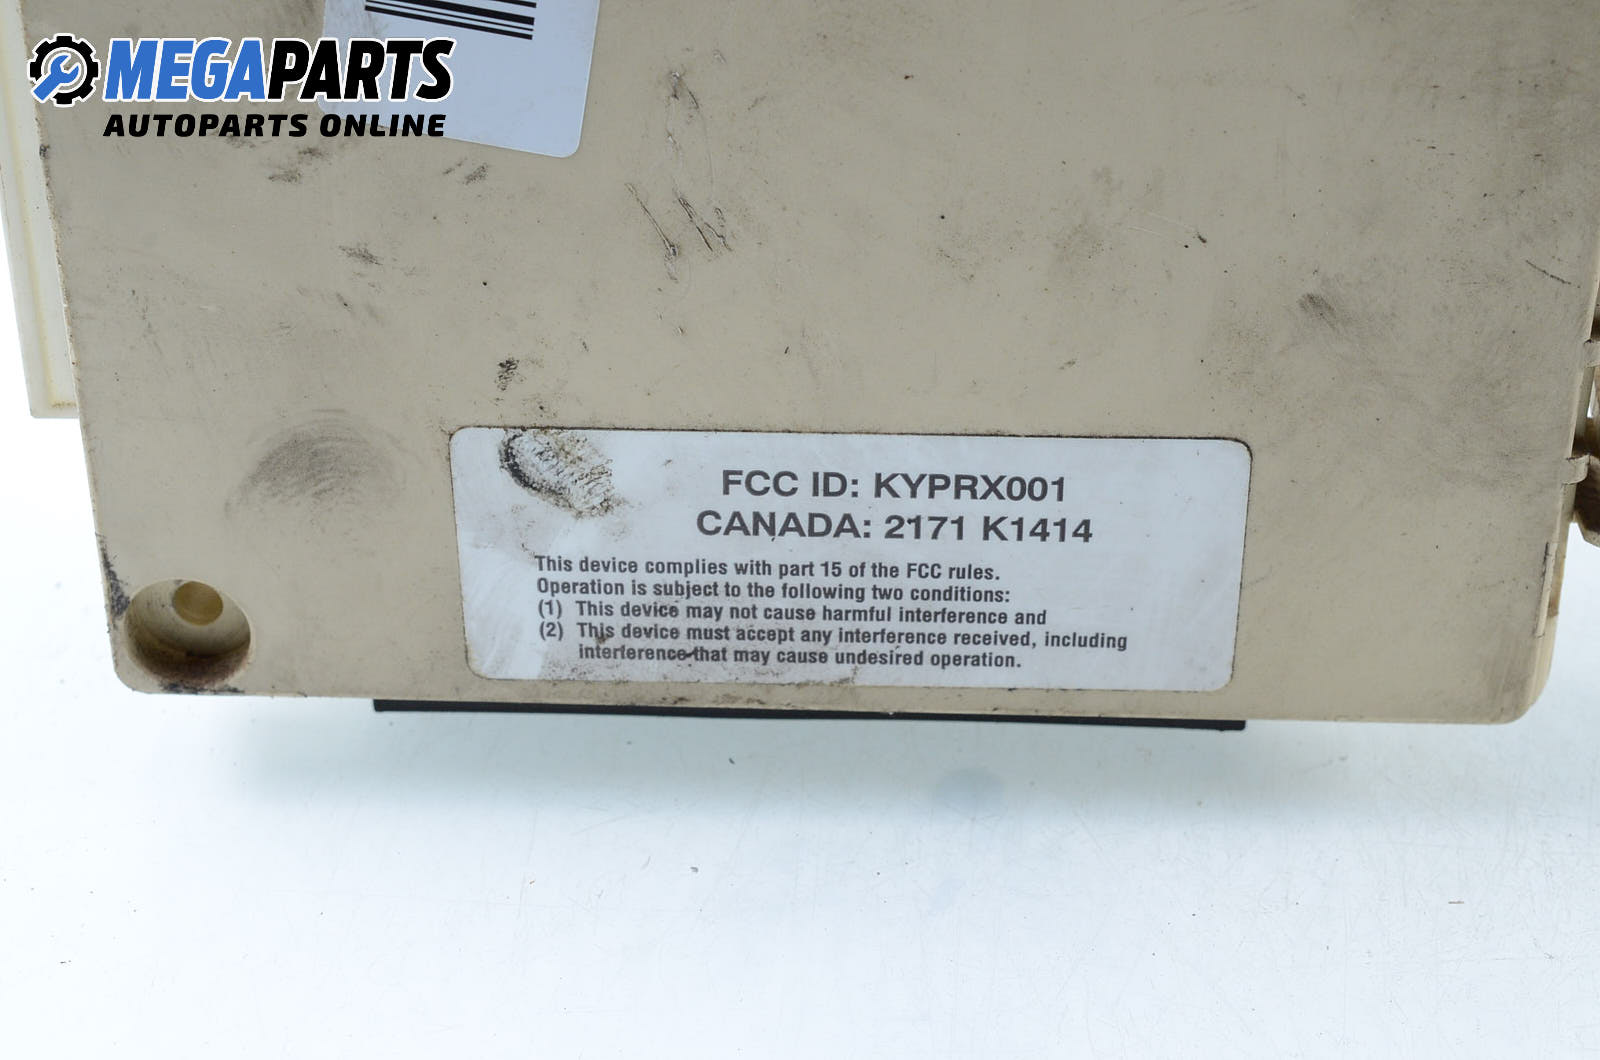 MEGAPARTS
AUTOPARTS ONLINE
FCC ID: KYPRX001
CANADA: 2171 K1414
This device complies with part 15 of the FCC rules.
Operation is subject to the following two conditions:
(1) This device may not cause harmful interference and
(2) This device must accept any interference received, including
interference that may cause undesired operation.